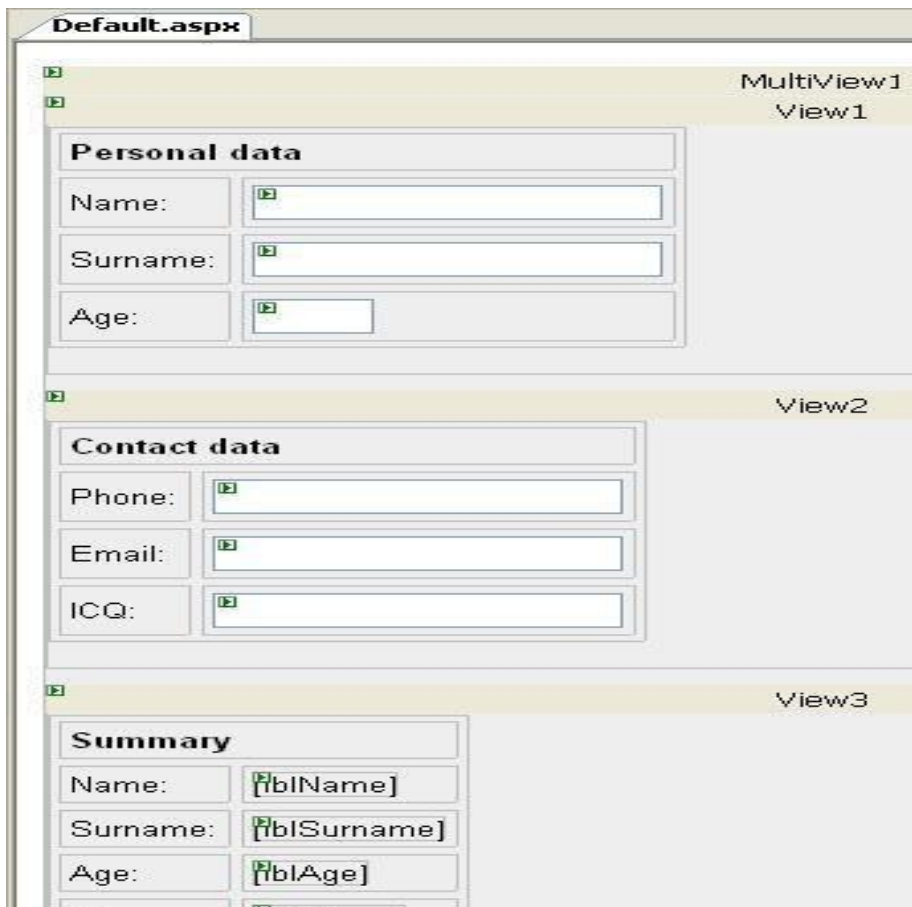 Default.aspx
MultiView1
View1
Personal data
Name:
Surname:
Age:
View2
Contact data
Phone:
Email:
ICQ:
View3
Summary
Name: [lblName]
Surname: [lblSurname]
Age: [lblAge]